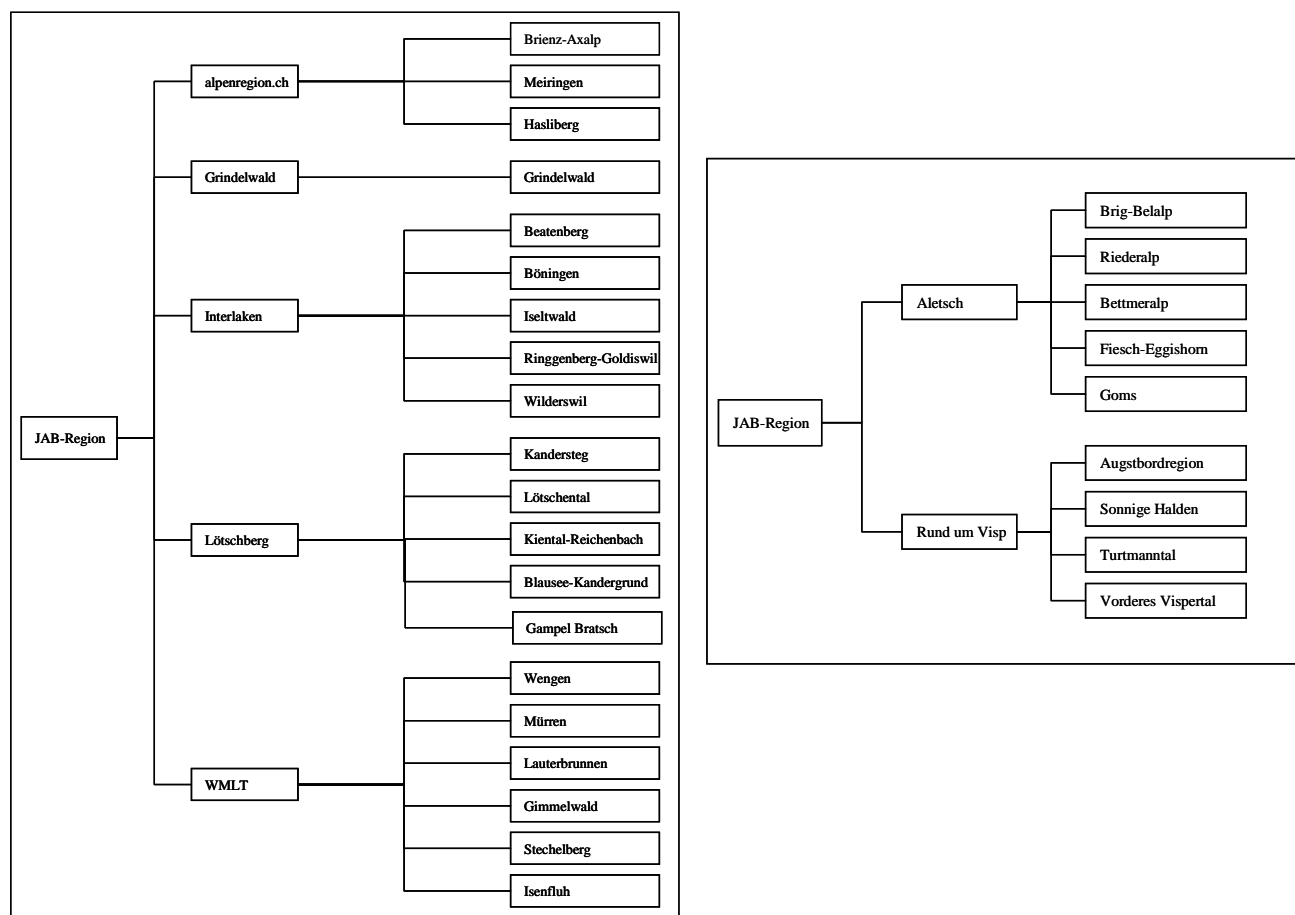 JAB-Region
alpenregion.ch
Brienz-Axalp
Meiringen
Hasliberg
Grindelwald
Grindelwald
Interlaken
Beatenberg
Böningen
Iseltwald
Ringgenberg-Goldiswil
Wilderswil
Lötschberg
Kandersteg
Lötschental
Kiental-Reichenbach
Blausee-Kandergrund
Gampel Bratsch
WMLT
Wengen
Mürren
Lauterbrunnen
Gimmelwald
Stechelberg
Isenfluh
JAB-Region
Aletsch
Brig-Belalp
Riederalp
Bettmeralp
Fiesch-Eggishorn
Goms
Rund um Visp
Augstbordregion
Sonnige Halden
Turtmanntal
Vorderes Vispertal